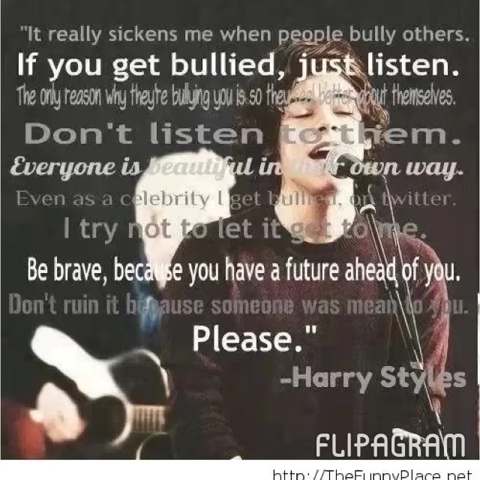 "It really sickens me when people bully others.
If you get bullied, just listen.
The only reason why they're bullying you is so they feel better about themselves.
Don't listen to them.
Everyone is beautiful in their own way.
Even as a celebrity I get bullied, on twitter.
I try not to let it get to me.
Be brave, because you have a future ahead of you.
Don't ruin it because someone was mean to you.
Please."
-Harry Styles
FLIPAGRAM
http://TheFunnyPlace.net